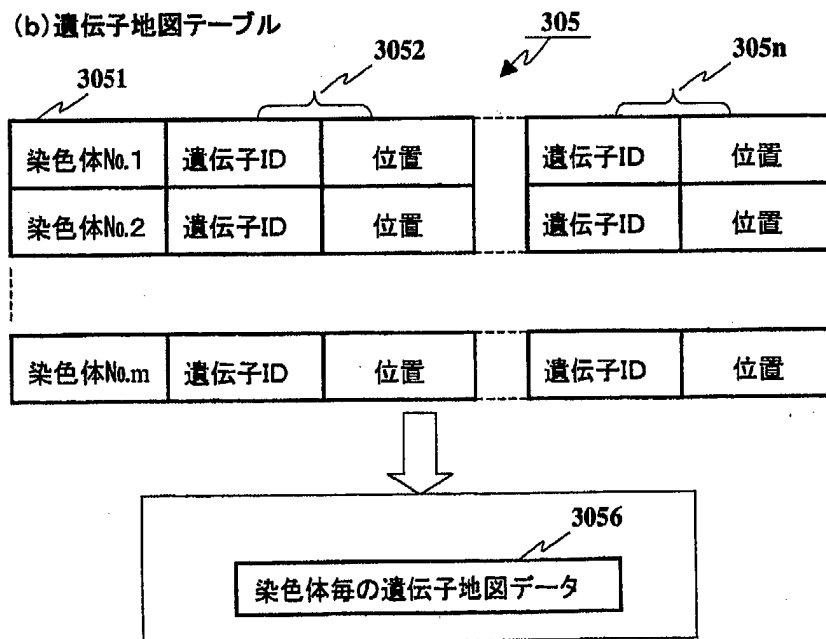 (b)遺伝子地図テーブル
305
3051
3052
305n
染色体No.1 遺伝子ID 位置 遺伝子ID 位置
染色体No.2 遺伝子ID 位置 遺伝子ID 位置
染色体No.m 遺伝子ID 位置 遺伝子ID 位置
3056
染色体毎の遺伝子地図データ